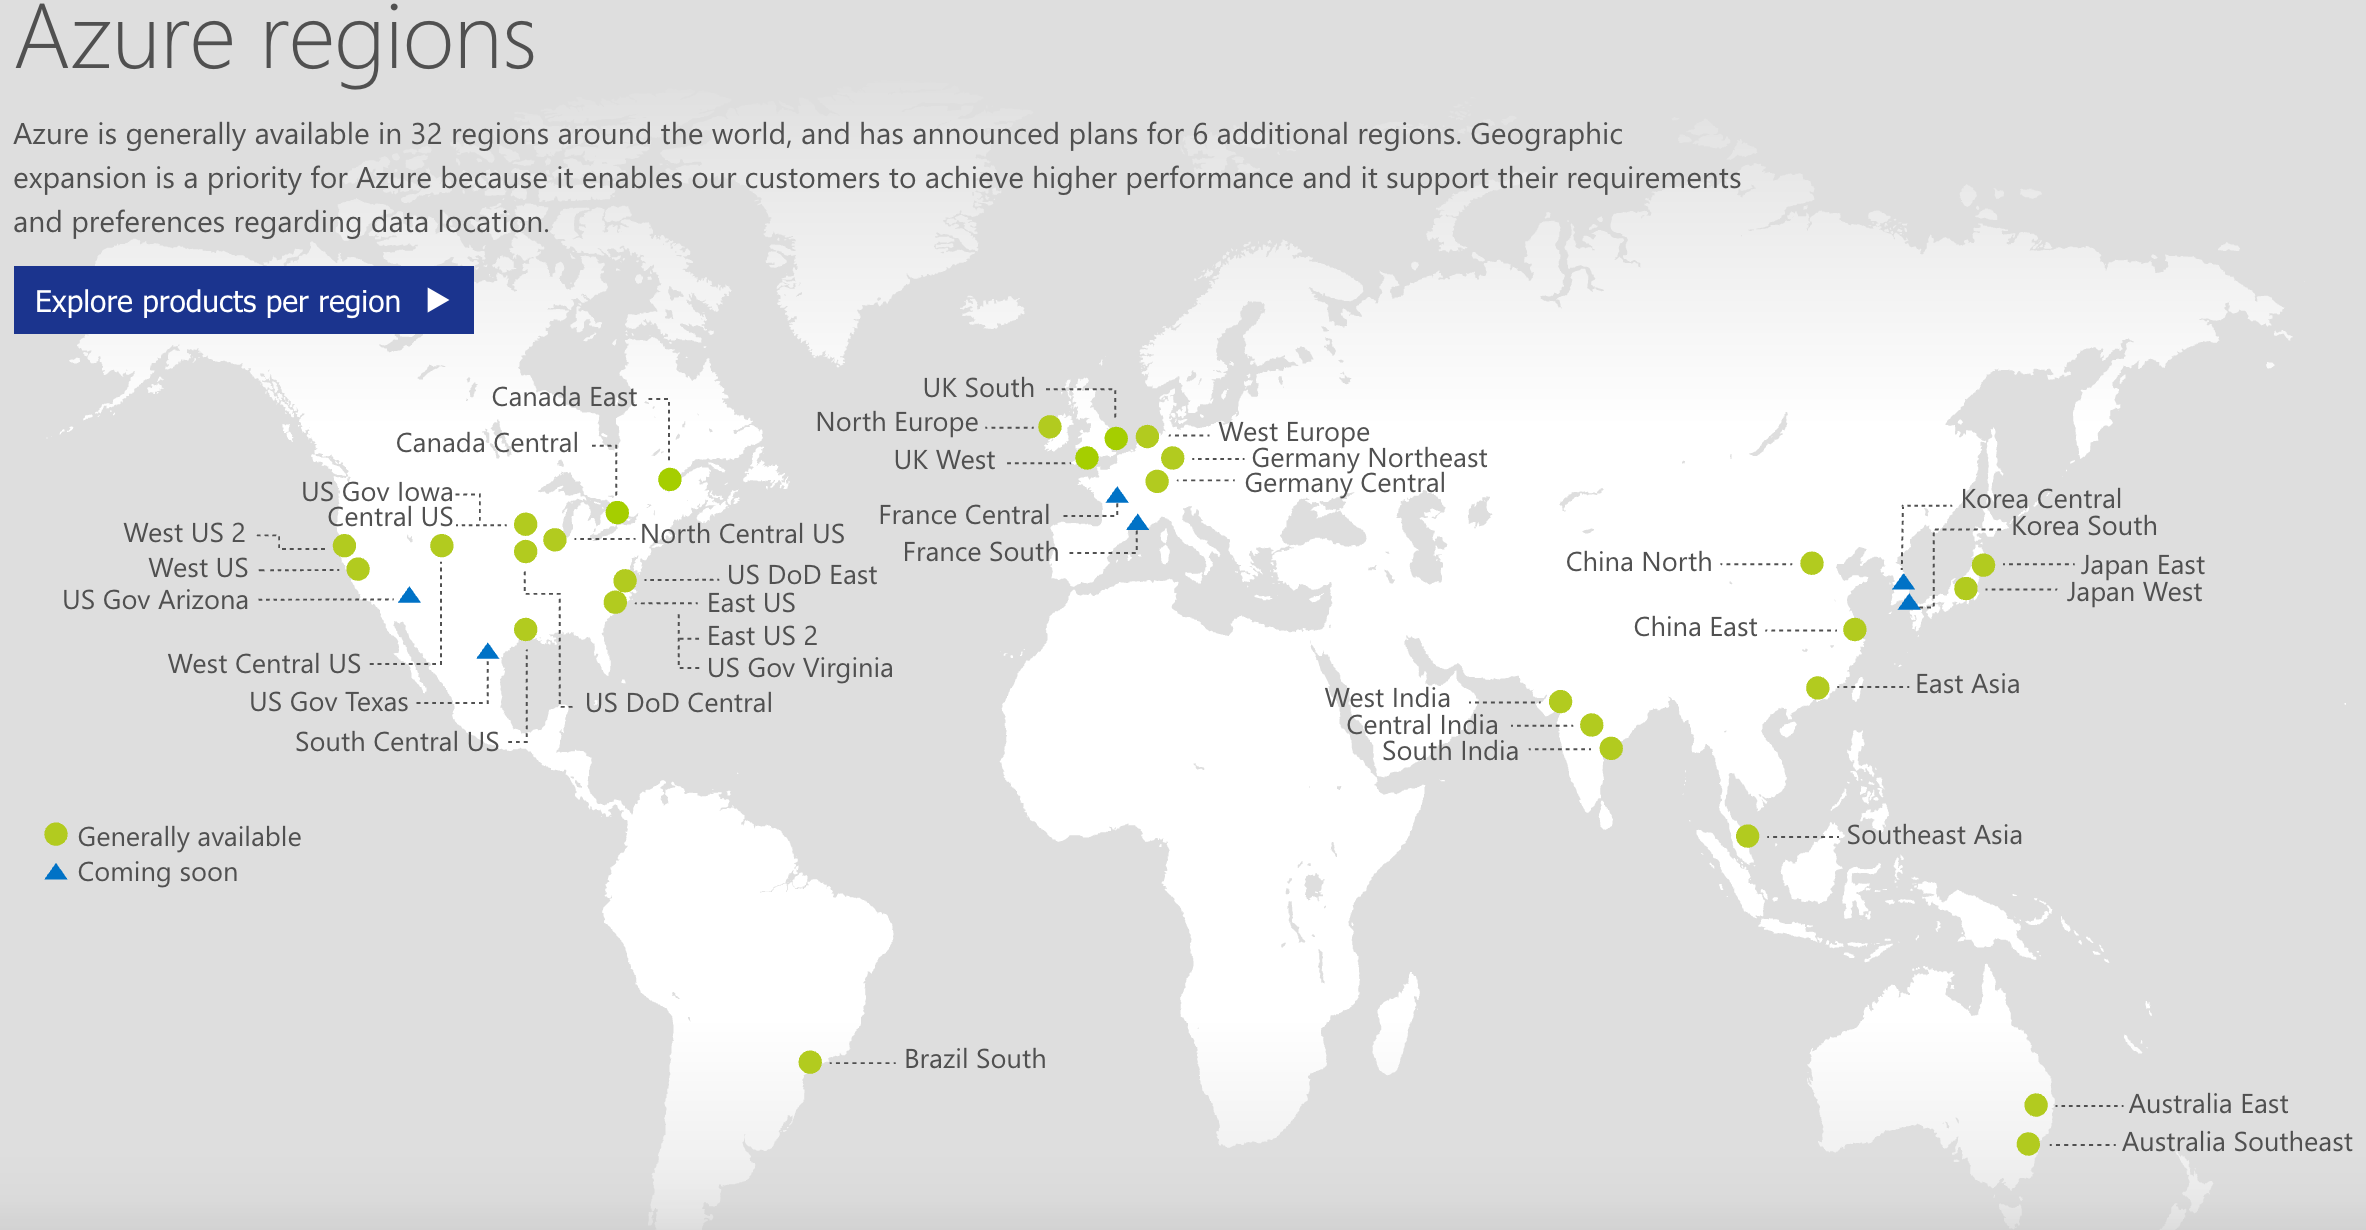 Azure regions
Azure is generally available in 32 regions around the world, and has announced plans for 6 additional regions. Geographic
expansion is a priority for Azure because it enables our customers to achieve higher performance and it support their requirements
and preferences regarding data location.
Explore products per region
Canada East
Canada Central
US Gov Iowa
Central US
West US 2
West US
US Gov Arizona
North Central US
US DoD East
East US
East US 2
US Gov Virginia
West Central US
US Gov Texas
US DoD Central
South Central US
Generally available
Coming soon
Brazil South
UK South
North Europe
UK West
West Europe
Germany Northeast
Germany Central
France Central
France South
Korea Central
Korea South
China North
Japan East
Japan West
China East
East Asia
West India
Central India
South India
Southeast Asia
Australia East
Australia Southeast